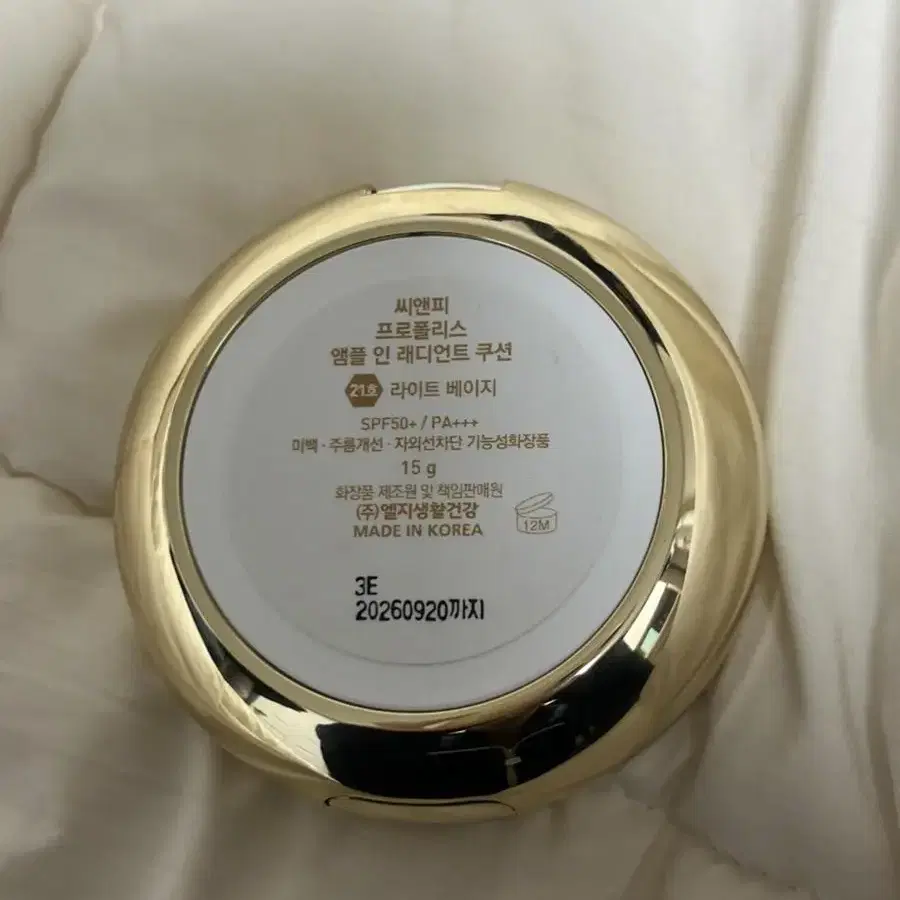 씨앤피
프로폴리스
앰플 인 래디언트 쿠션
21호 라이트 베이지
SPF50+ / PA+++
미백 · 주름개선 · 자외선차단 기능성화장품
15 g
화장품 제조원 및 책임판매원
(주)엘지생활건강
MADE IN KOREA
12M
3E
20260920까지